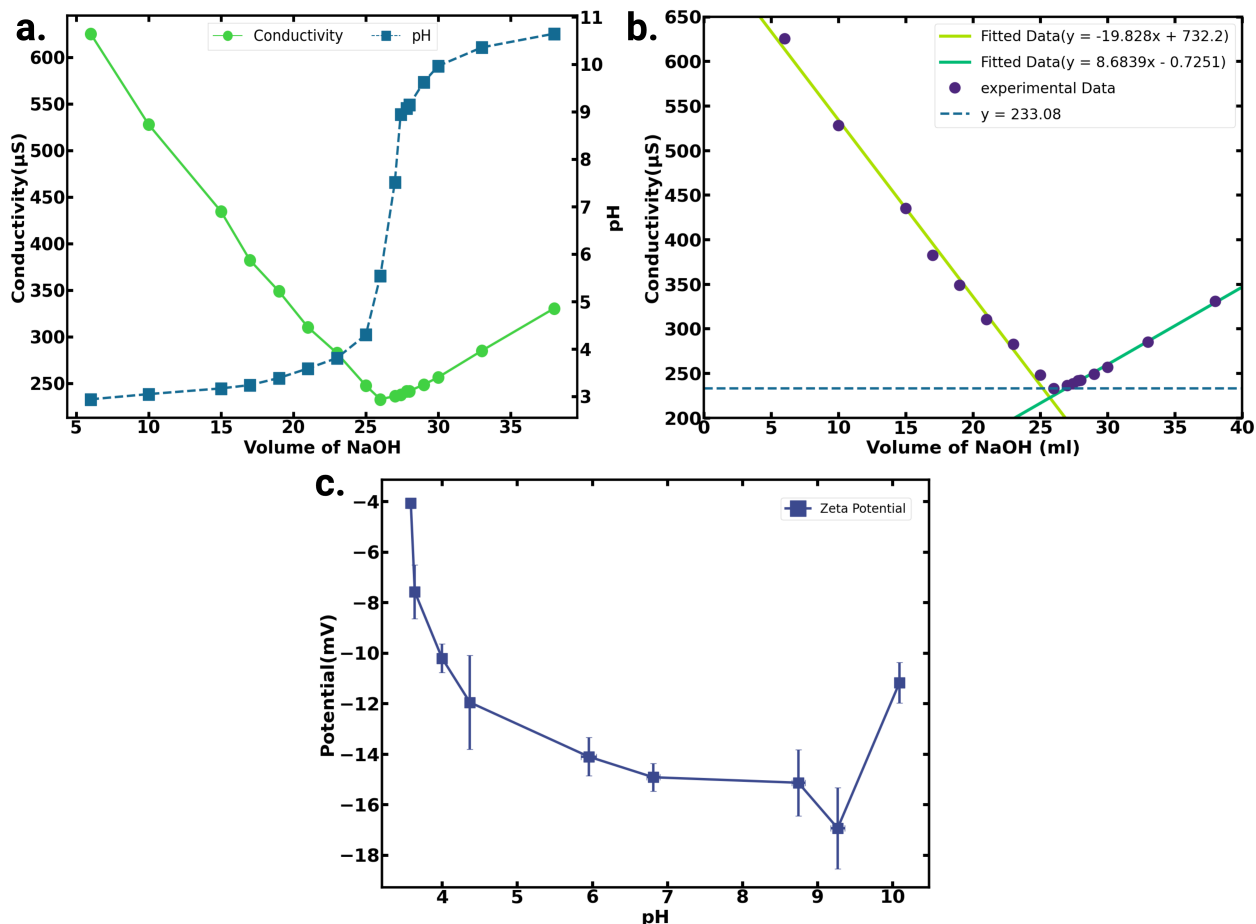 a.
Conductivity pH
Conductivity(µS)
600
550
500
450
400
350
300
250
11
10
9
8
7
6
5
4
3
pH
5 10 15 20 25 30 35
Volume of NaOH
b.
Fitted Data(y = -19.828x + 732.2)
Fitted Data(y = 8.6839x - 0.7251)
experimental Data
y = 233.08
Conductivity(µS)
650
600
550
500
450
400
350
300
250
200
0 5 10 15 20 25 30 35 40
Volume of NaOH (ml)
c.
Zeta Potential
Potential(mV)
−4
−6
−8
−10
−12
−14
−16
−18
4 5 6 7 8 9 10
pH